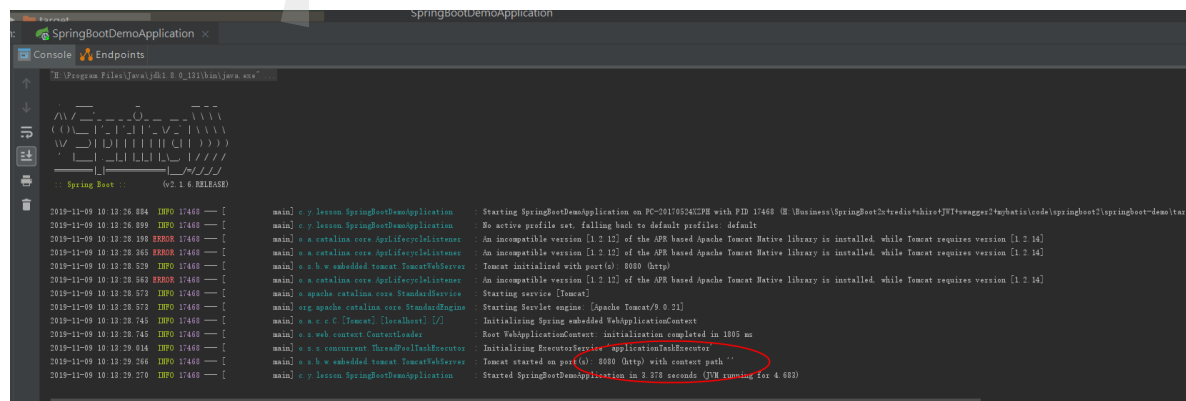 SpringBootDemoApplication
target
SpringBootDemoApplication ×
Console Endpoints
"H:\Program Files\Java\jdk1.8.0_131\bin\java.exe" ...
:: Spring Boot :: (v2.1.6.RELEASE)
2019-11-09 10:13:26.884 INFO 17468 --- [ main] c.y.lesson.SpringBootDemoApplication : Starting SpringBootDemoApplication on PC-20170524XZPH with PID 17468 (E:\Business\SpringBoot2x+redis+shiro+JWT+swagger2+mybatis\code\springboot2\springboot-demo\tar
2019-11-09 10:13:26.899 INFO 17468 --- [ main] c.y.lesson.SpringBootDemoApplication : No active profile set, falling back to default profiles: default
2019-11-09 10:13:28.198 ERROR 17468 --- [ main] o.a.catalina.core.AprLifecycleListener : An incompatible version [1.2.12] of the APR based Apache Tomcat Native library is installed, while Tomcat requires version [1.2.14]
2019-11-09 10:13:28.365 ERROR 17468 --- [ main] o.a.catalina.core.AprLifecycleListener : An incompatible version [1.2.12] of the APR based Apache Tomcat Native library is installed, while Tomcat requires version [1.2.14]
2019-11-09 10:13:28.529 INFO 17468 --- [ main] o.s.b.w.embedded.tomcat.TomcatWebServer : Tomcat initialized with port(s): 8080 (http)
2019-11-09 10:13:28.563 ERROR 17468 --- [ main] o.a.catalina.core.AprLifecycleListener : An incompatible version [1.2.12] of the APR based Apache Tomcat Native library is installed, while Tomcat requires version [1.2.14]
2019-11-09 10:13:28.573 INFO 17468 --- [ main] o.apache.catalina.core.StandardService : Starting service [Tomcat]
2019-11-09 10:13:28.573 INFO 17468 --- [ main] org.apache.catalina.core.StandardEngine : Starting Servlet engine: [Apache Tomcat/9.0.21]
2019-11-09 10:13:28.745 INFO 17468 --- [ main] o.a.c.c.C.[Tomcat].[localhost].[/] : Initializing Spring embedded WebApplicationContext
2019-11-09 10:13:28.745 INFO 17468 --- [ main] o.s.web.context.ContextLoader : Root WebApplicationContext: initialization completed in 1805 ms
2019-11-09 10:13:29.014 INFO 17468 --- [ main] o.s.s.concurrent.ThreadPoolTaskExecutor : Initializing ExecutorService 'applicationTaskExecutor'
2019-11-09 10:13:29.266 INFO 17468 --- [ main] o.s.b.w.embedded.tomcat.TomcatWebServer : Tomcat started on port(s): 8080 (http) with context path ''
2019-11-09 10:13:29.270 INFO 17468 --- [ main] c.y.lesson.SpringBootDemoApplication : Started SpringBootDemoApplication in 3.378 seconds (JVM running for 4.683)